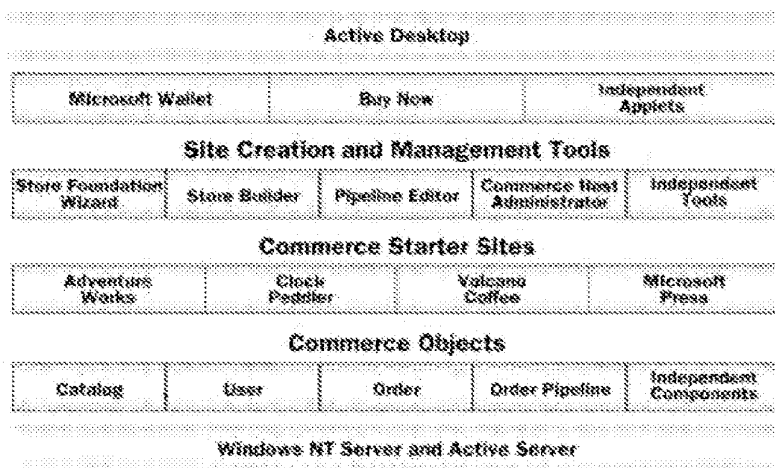 Active Desktop
Microsoft Wallet Buy Now Independent Applets
Site Creation and Management Tools
Store Foundation Wizard Store Builder Pipeline Editor Commerce Host Administrator Independent Tools
Commerce Starter Sites
Adventure Works Clock Peddler Volcano Coffee Microsoft Press
Commerce Objects
Catalog User Order Order Pipeline Independent Components
Windows NT Server and Active Server